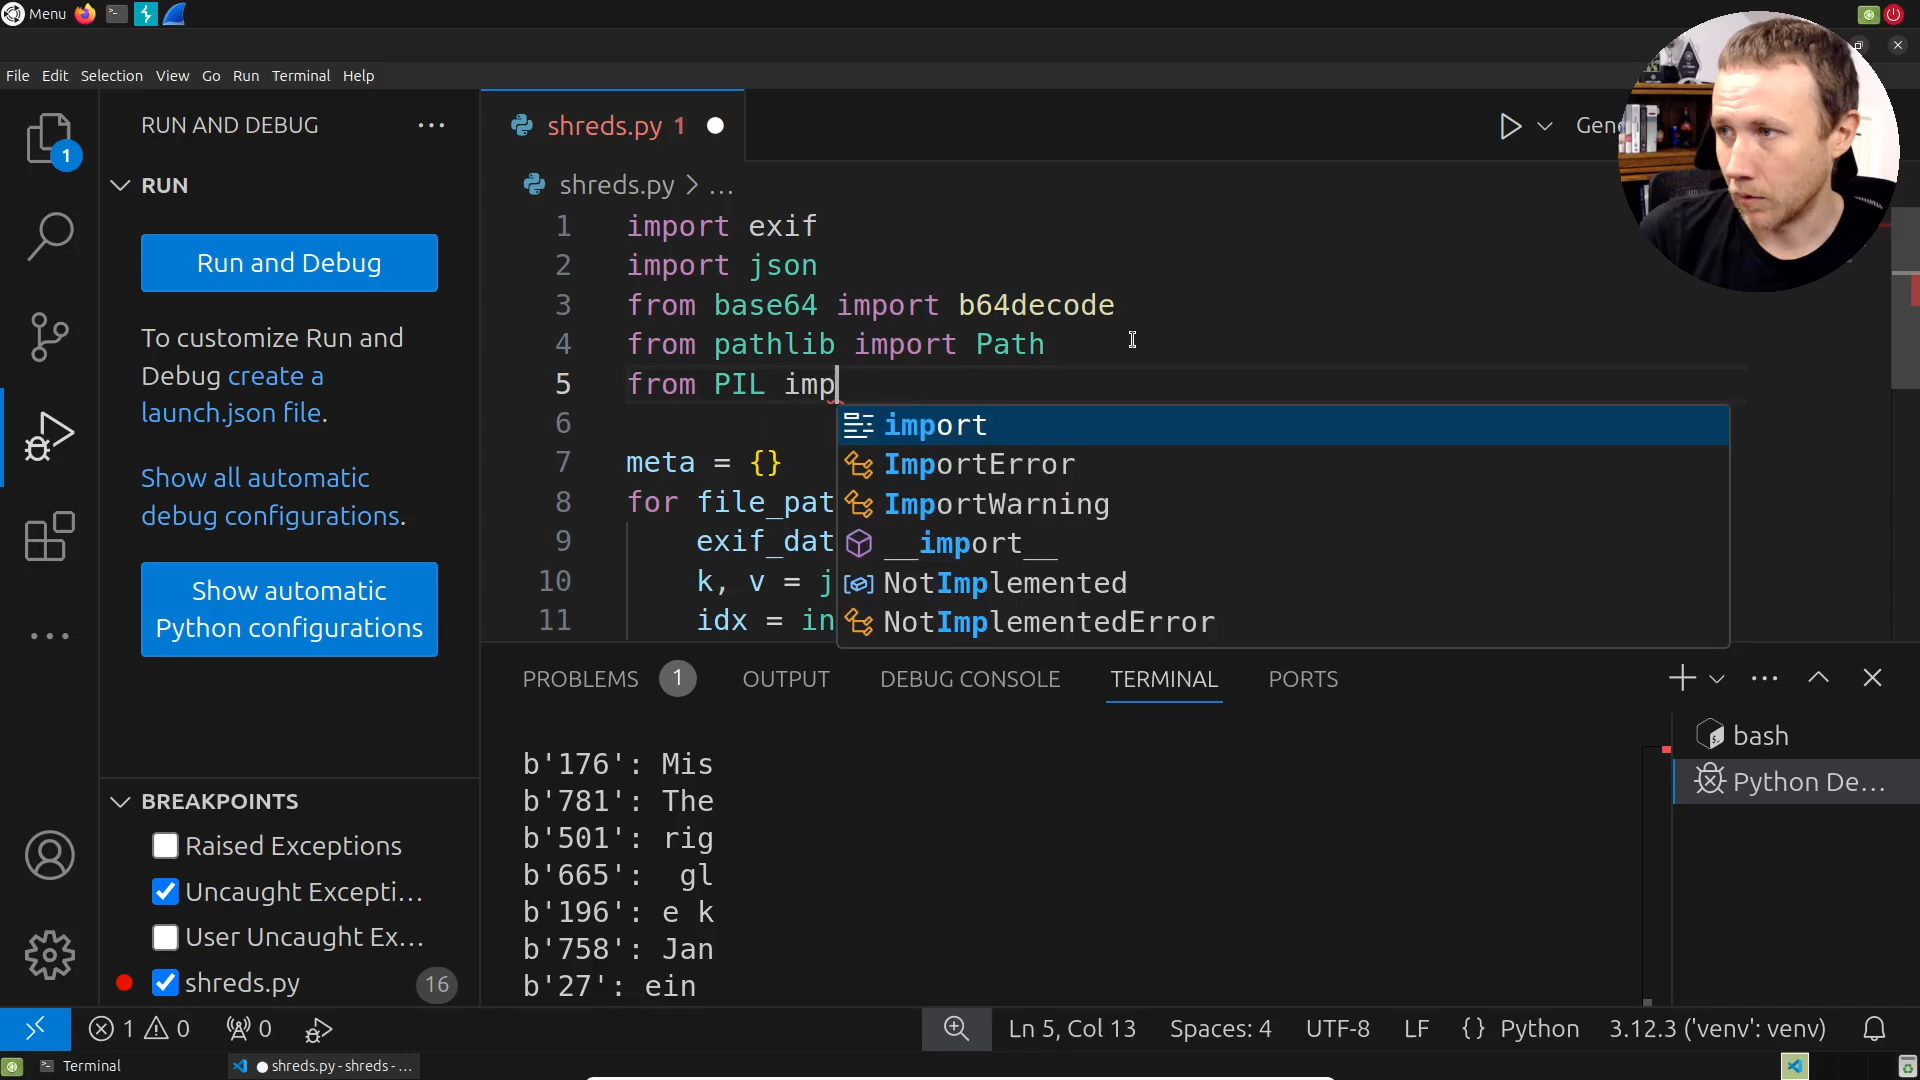 Menu
File Edit Selection View Go Run Terminal Help
RUN AND DEBUG
RUN
Run and Debug
To customize Run and
Debug create a
launch.json file.
Show all automatic
debug configurations.
Show automatic
Python configurations
BREAKPOINTS
Raised Exceptions
Uncaught Excepti...
User Uncaught Ex...
shreds.py 16
shreds.py 1
shreds.py > ...
1 import exif
2 import json
3 from base64 import b64decode
4 from pathlib import Path
5 from PIL imp
6
7 meta = {}
8 for file_pat
9 exif_dat
10 k, v = j
11 idx = in
import
ImportError
ImportWarning
__import__
NotImplemented
NotImplementedError
PROBLEMS 1 OUTPUT DEBUG CONSOLE TERMINAL PORTS
b'176': Mis
b'781': The
b'501': rig
b'665':  gl
b'196': e k
b'758': Jan
b'27': ein
bash
Python De...
1 0 0 Ln 5, Col 13 Spaces: 4 UTF-8 LF {} Python 3.12.3 ('venv': venv)
Terminal shreds.py - shreds - ...